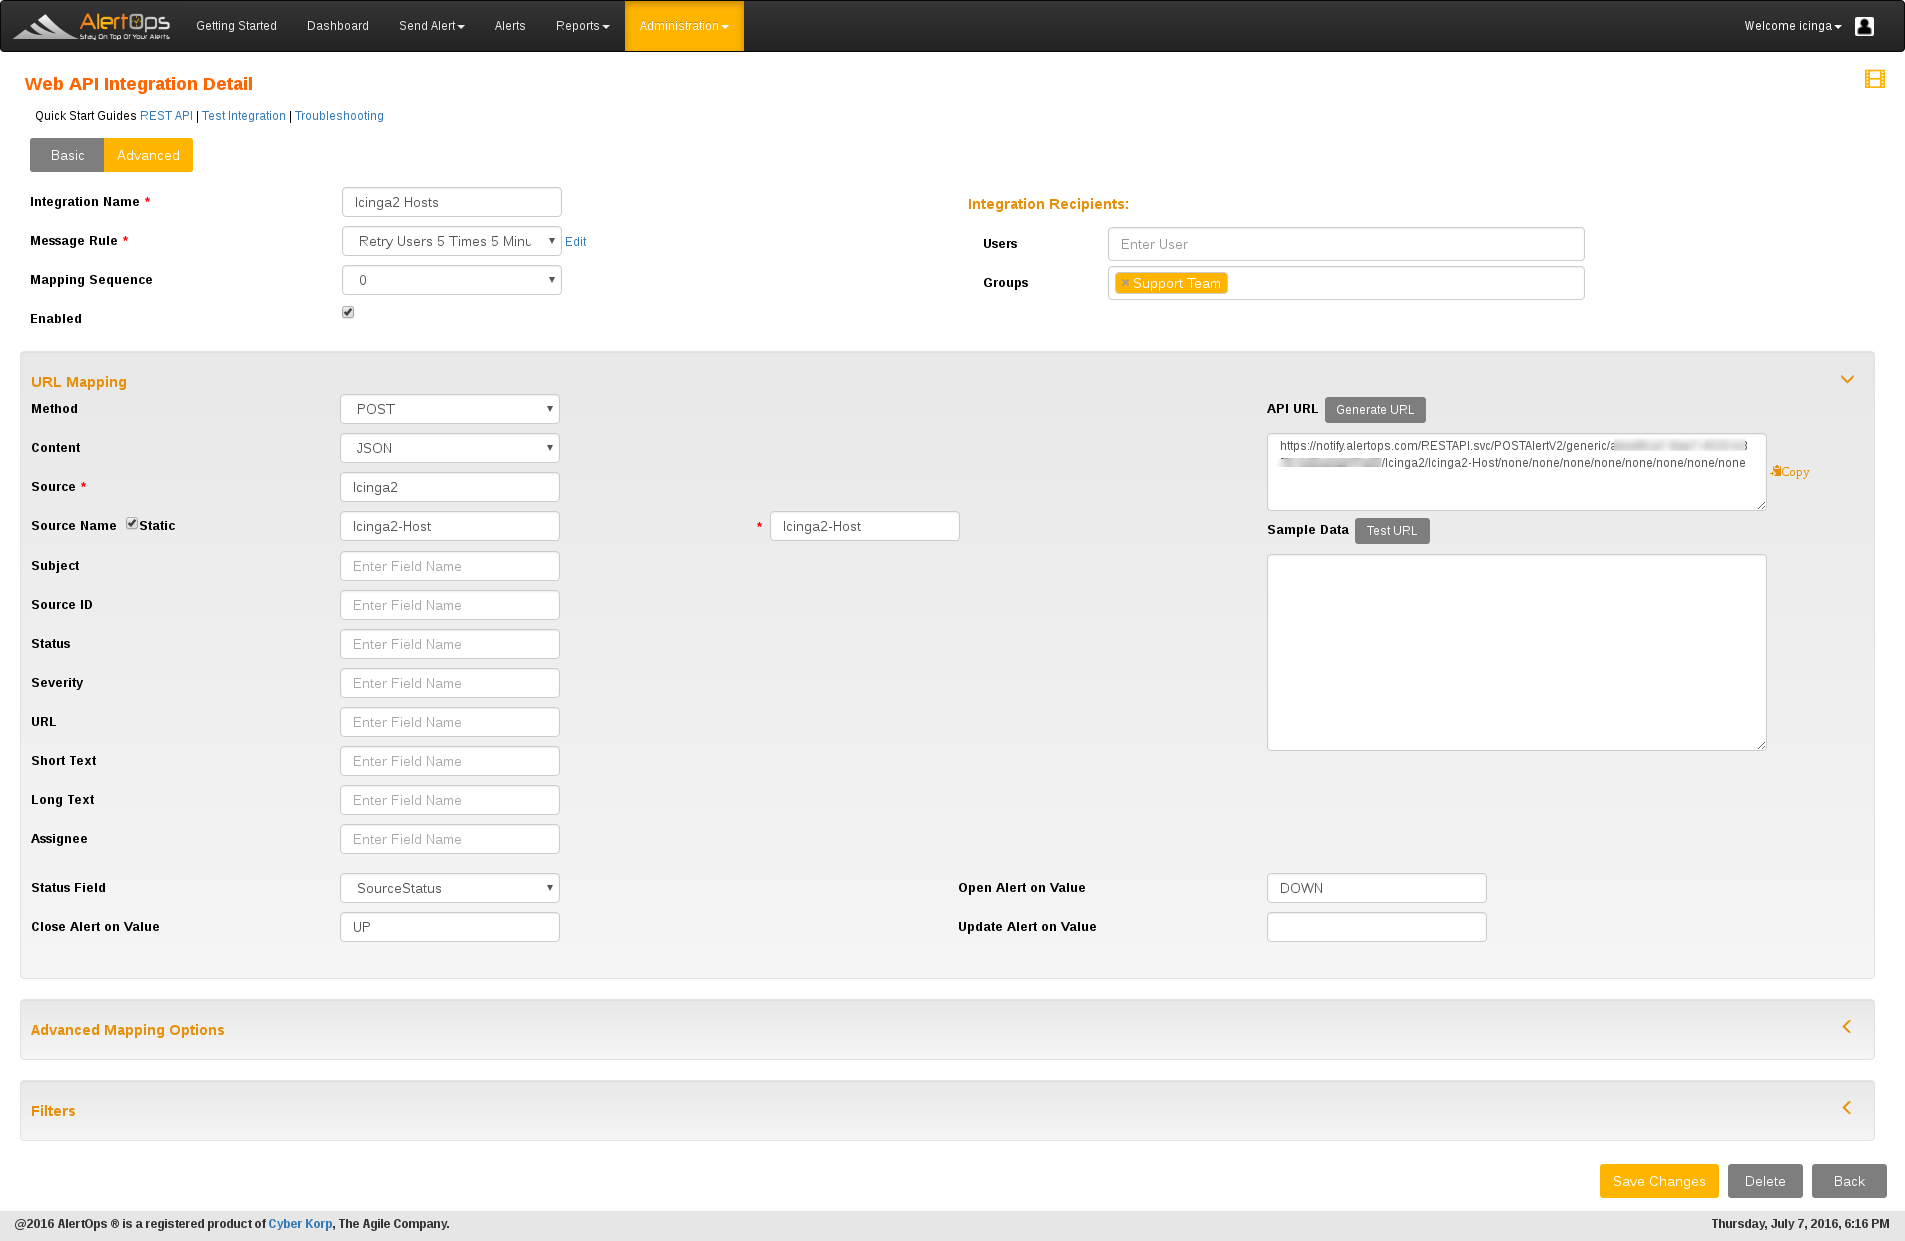 AlertOps
Stay On Top Of Your Alerts
Getting Started Dashboard Send Alert Alerts Reports Administration Welcome icinga
Web API Integration Detail
Quick Start Guides REST API | Test Integration | Troubleshooting
Basic Advanced
Integration Name * Icinga2 Hosts
Integration Recipients:
Message Rule * Retry Users 5 Times 5 Minu Edit
Users Enter User
Mapping Sequence 0
Groups × Support Team
Enabled
URL Mapping
Method POST
API URL Generate URL
Content JSON
https://notify.alertops.com/RESTAPI.svc/POSTAlertV2/generic/
/Icinga2/Icinga2-Host/none/none/none/none/none/none/none/none
Copy
Source * Icinga2
Source Name Static Icinga2-Host * Icinga2-Host
Sample Data Test URL
Subject Enter Field Name
Source ID Enter Field Name
Status Enter Field Name
Severity Enter Field Name
URL Enter Field Name
Short Text Enter Field Name
Long Text Enter Field Name
Assignee Enter Field Name
Status Field SourceStatus Open Alert on Value DOWN
Close Alert on Value UP Update Alert on Value
Advanced Mapping Options
Filters
Save Changes Delete Back
@2016 AlertOps ® is a registered product of Cyber Korp, The Agile Company. Thursday, July 7, 2016, 6:16 PM